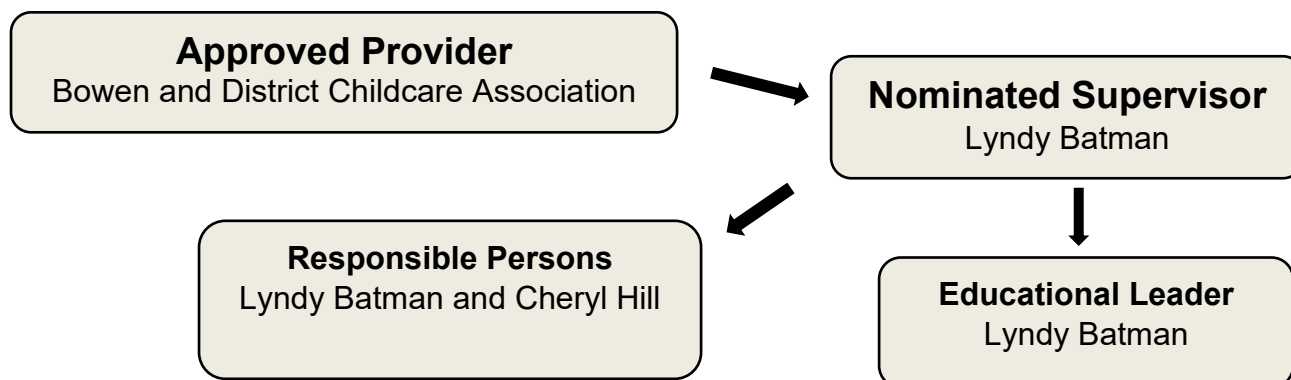 Approved Provider
Bowen and District Childcare Association
Nominated Supervisor
Lyndy Batman
Responsible Persons
Lyndy Batman and Cheryl Hill
Educational Leader
Lyndy Batman